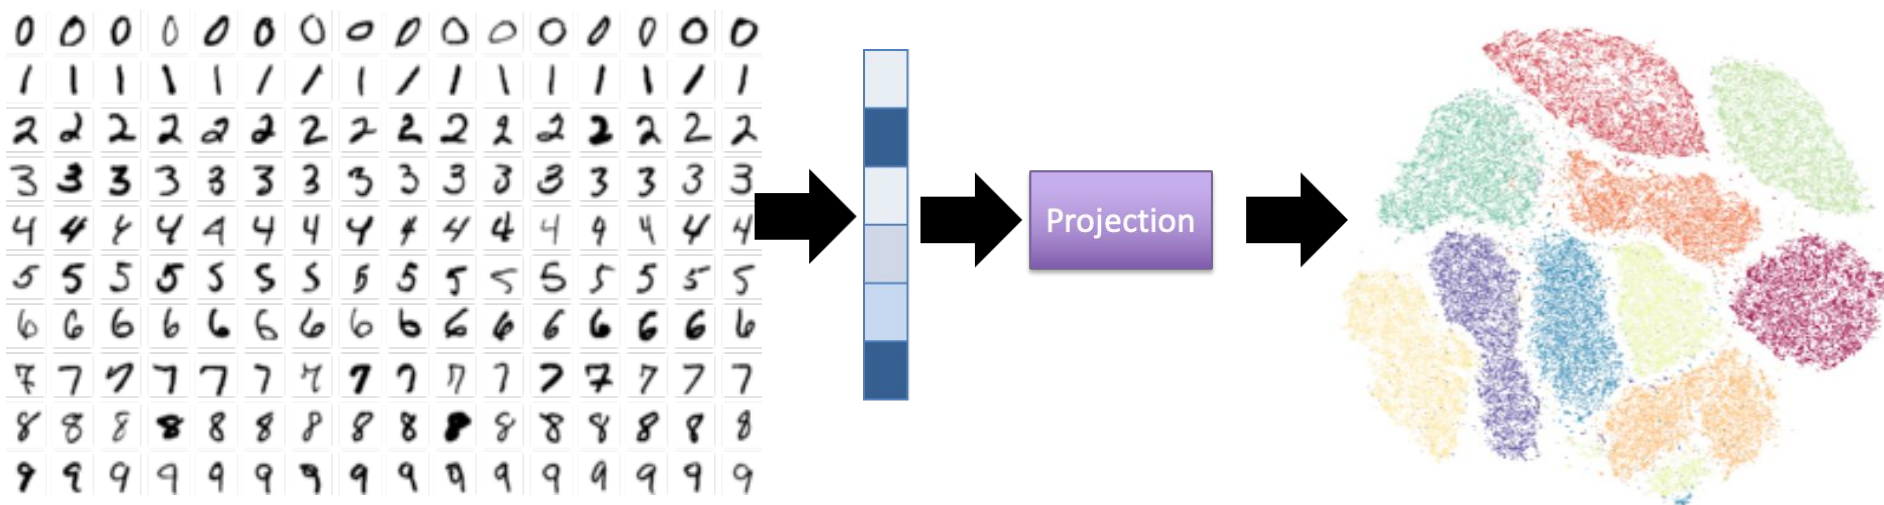 0 0 0 0 0 0 0 0 0 0 0 0 0 0 0 0
1 1 1 1 1 1 1 1 1 1 1 1 1 1 1 1
2 2 2 2 2 2 2 2 2 2 2 2 2 2 2 2
3 3 3 3 3 3 3 3 3 3 3 3 3 3 3 3
4 4 4 4 4 4 4 4 4 4 4 4 4 4 4 4
5 5 5 5 5 5 5 5 5 5 5 5 5 5 5 5
6 6 6 6 6 6 6 6 6 6 6 6 6 6 6 6
7 7 7 7 7 7 7 7 7 7 7 7 7 7 7 7
8 8 8 8 8 8 8 8 8 8 8 8 8 8 8 8
9 9 9 9 9 9 9 9 9 9 9 9 9 9 9 9
Projection